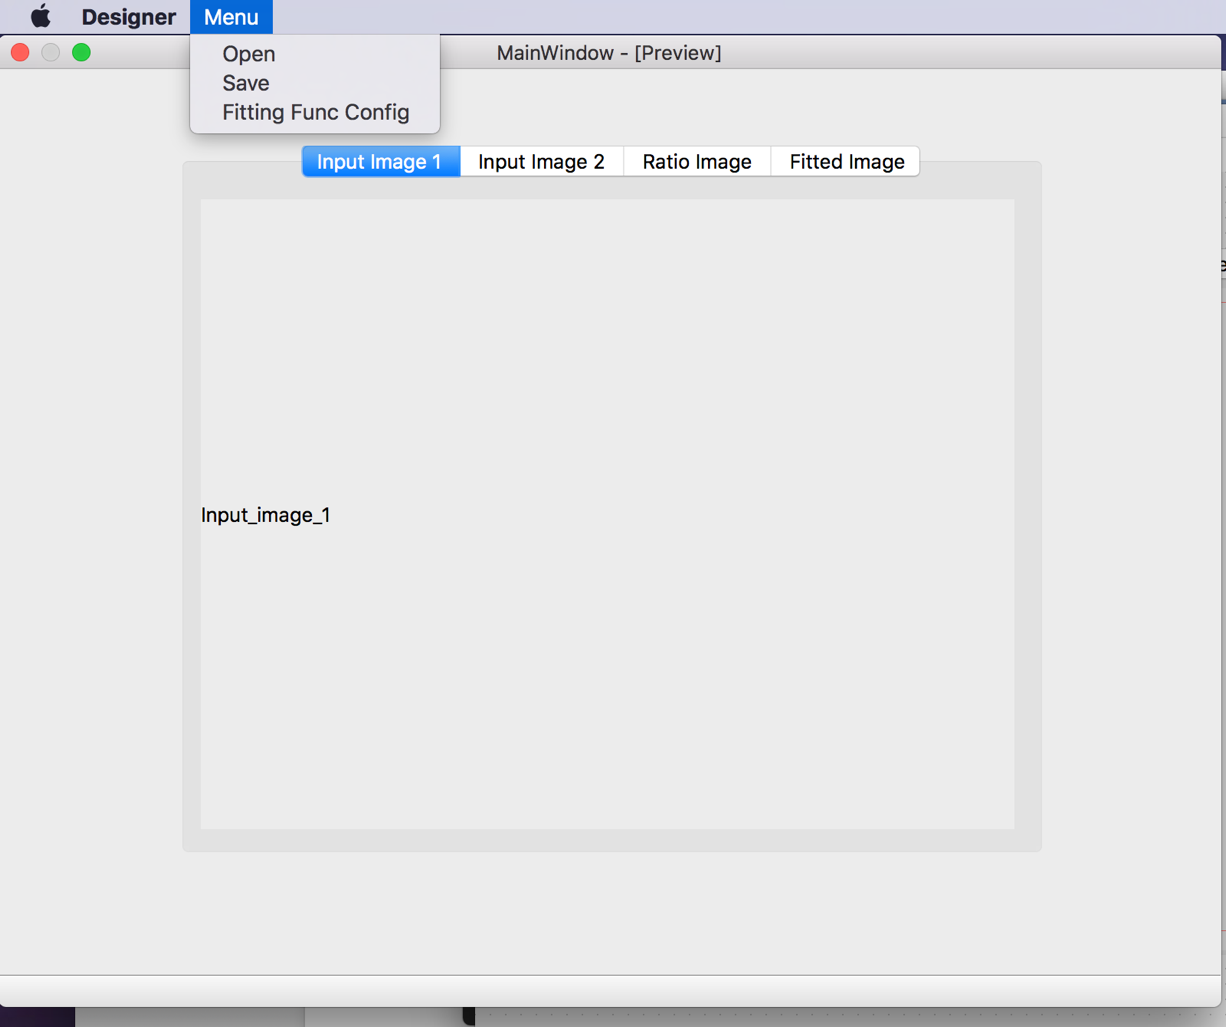 Designer Menu
MainWindow - [Preview]
Open
Save
Fitting Func Config
Input Image 1 Input Image 2 Ratio Image Fitted Image
Input_image_1